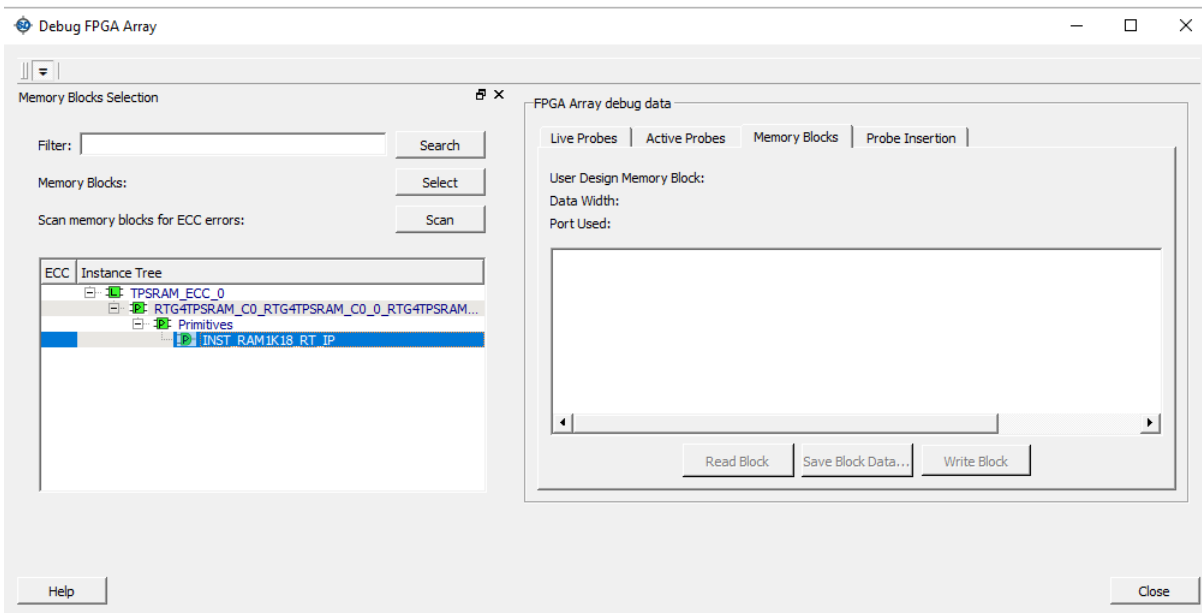 Debug FPGA Array
Memory Blocks Selection
Filter:
Search
Memory Blocks:
Select
Scan memory blocks for ECC errors:
Scan
ECC Instance Tree
TPSRAM_ECC_0
RTG4TPSRAM_C0_RTG4TPSRAM_C0_0_RTG4TPSRAM...
Primitives
INST_RAM1K18_RT_IP
FPGA Array debug data
Live Probes Active Probes Memory Blocks Probe Insertion
User Design Memory Block:
Data Width:
Port Used:
Read Block Save Block Data... Write Block
Help
Close